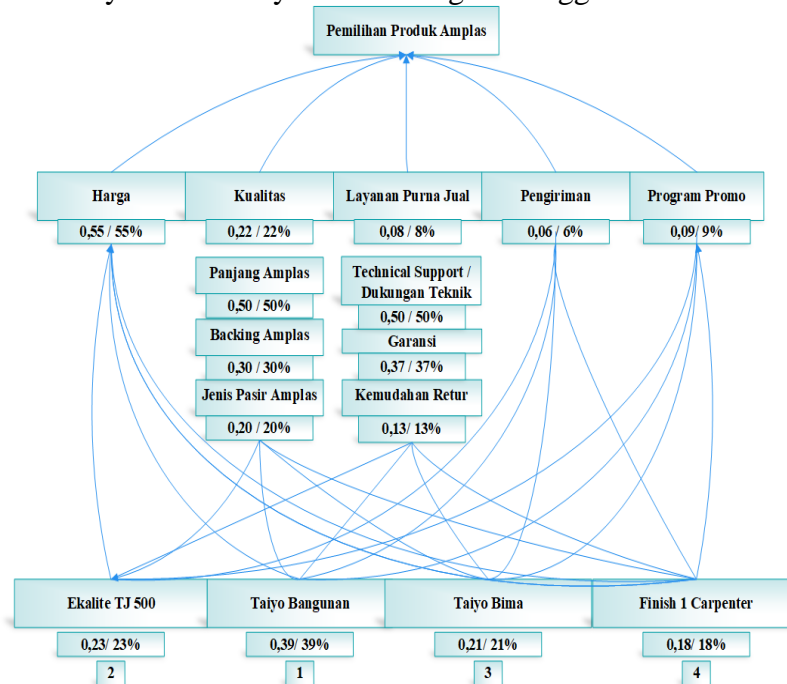 Pemilihan Produk Amplas
Harga
Kualitas
Layanan Purna Jual
Pengiriman
Program Promo
0,55 / 55%
0,22 / 22%
0,08 / 8%
0,06 / 6%
0,09/ 9%
Panjang Amplas
0,50 / 50%
Backing Amplas
0,30 / 30%
Jenis Pasir Amplas
0,20 / 20%
Technical Support /
Dukungan Teknik
0,50 / 50%
Garansi
0,37 / 37%
Kemudahan Retur
0,13/ 13%
Ekalite TJ 500
Taiyo Bangunan
Taiyo Bima
Finish 1 Carpenter
0,23/ 23%
0,39/ 39%
0,21/ 21%
0,18/ 18%
2
1
3
4